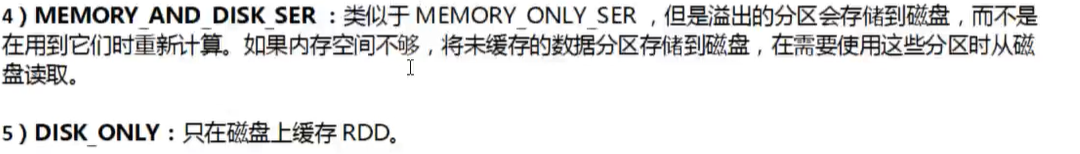 4）MEMORY_AND_DISK_SER ：类似于 MEMORY_ONLY_SER ，但是溢出的分区会存储到磁盘，而不是
在用到它们时重新计算。如果内存空间不够，将未缓存的数据分区存储到磁盘，在需要使用这些分区时从磁
盘读取。
5）DISK_ONLY：只在磁盘上缓存 RDD。